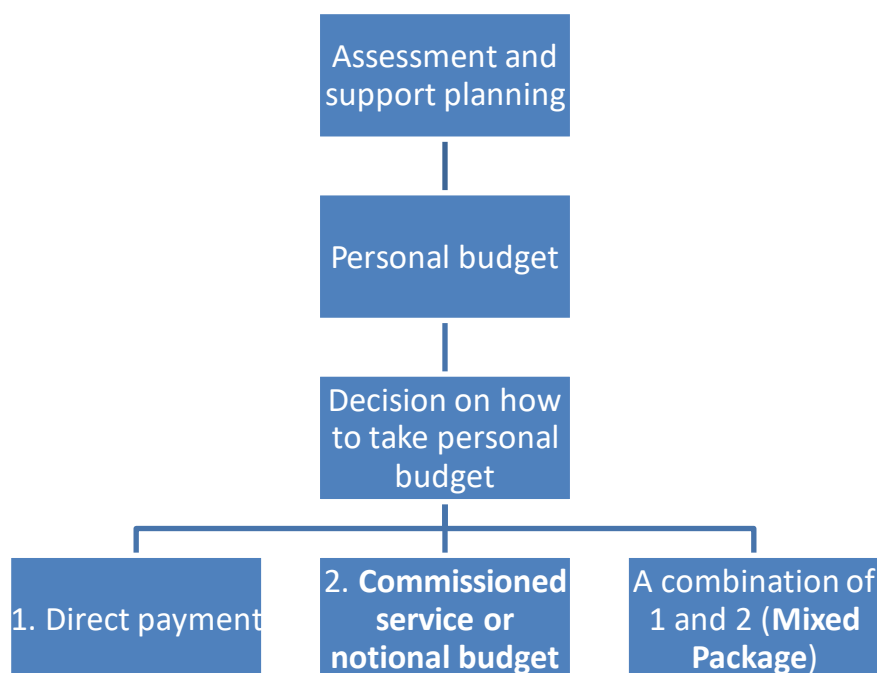 Assessment and
support planning
Personal budget
Decision on how
to take personal
budget
1. Direct payment
2. Commissioned
service or
notional budget
A combination of
1 and 2 (Mixed
Package)